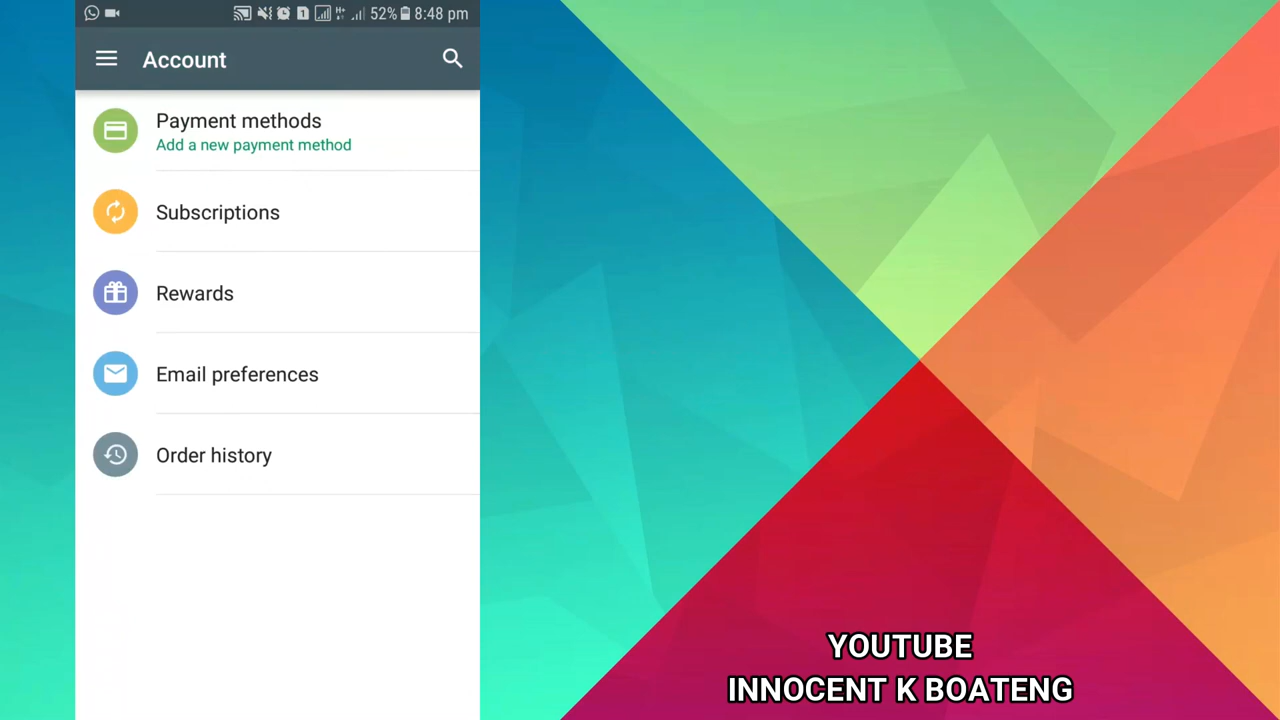 52% 8:48 pm
Account
Payment methods
Add a new payment method
Subscriptions
Rewards
Email preferences
Order history
YOUTUBE
INNOCENT K BOATENG